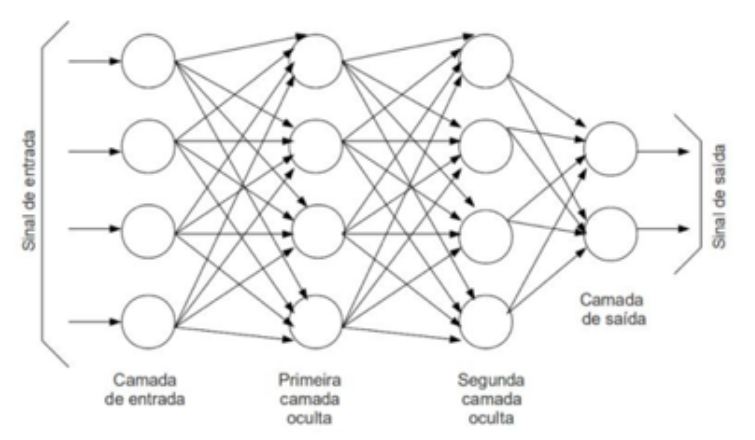 Sinal de entrada
Sinal de saída
Camada
de saída
Camada
de entrada
Primeira
camada
oculta
Segunda
camada
oculta